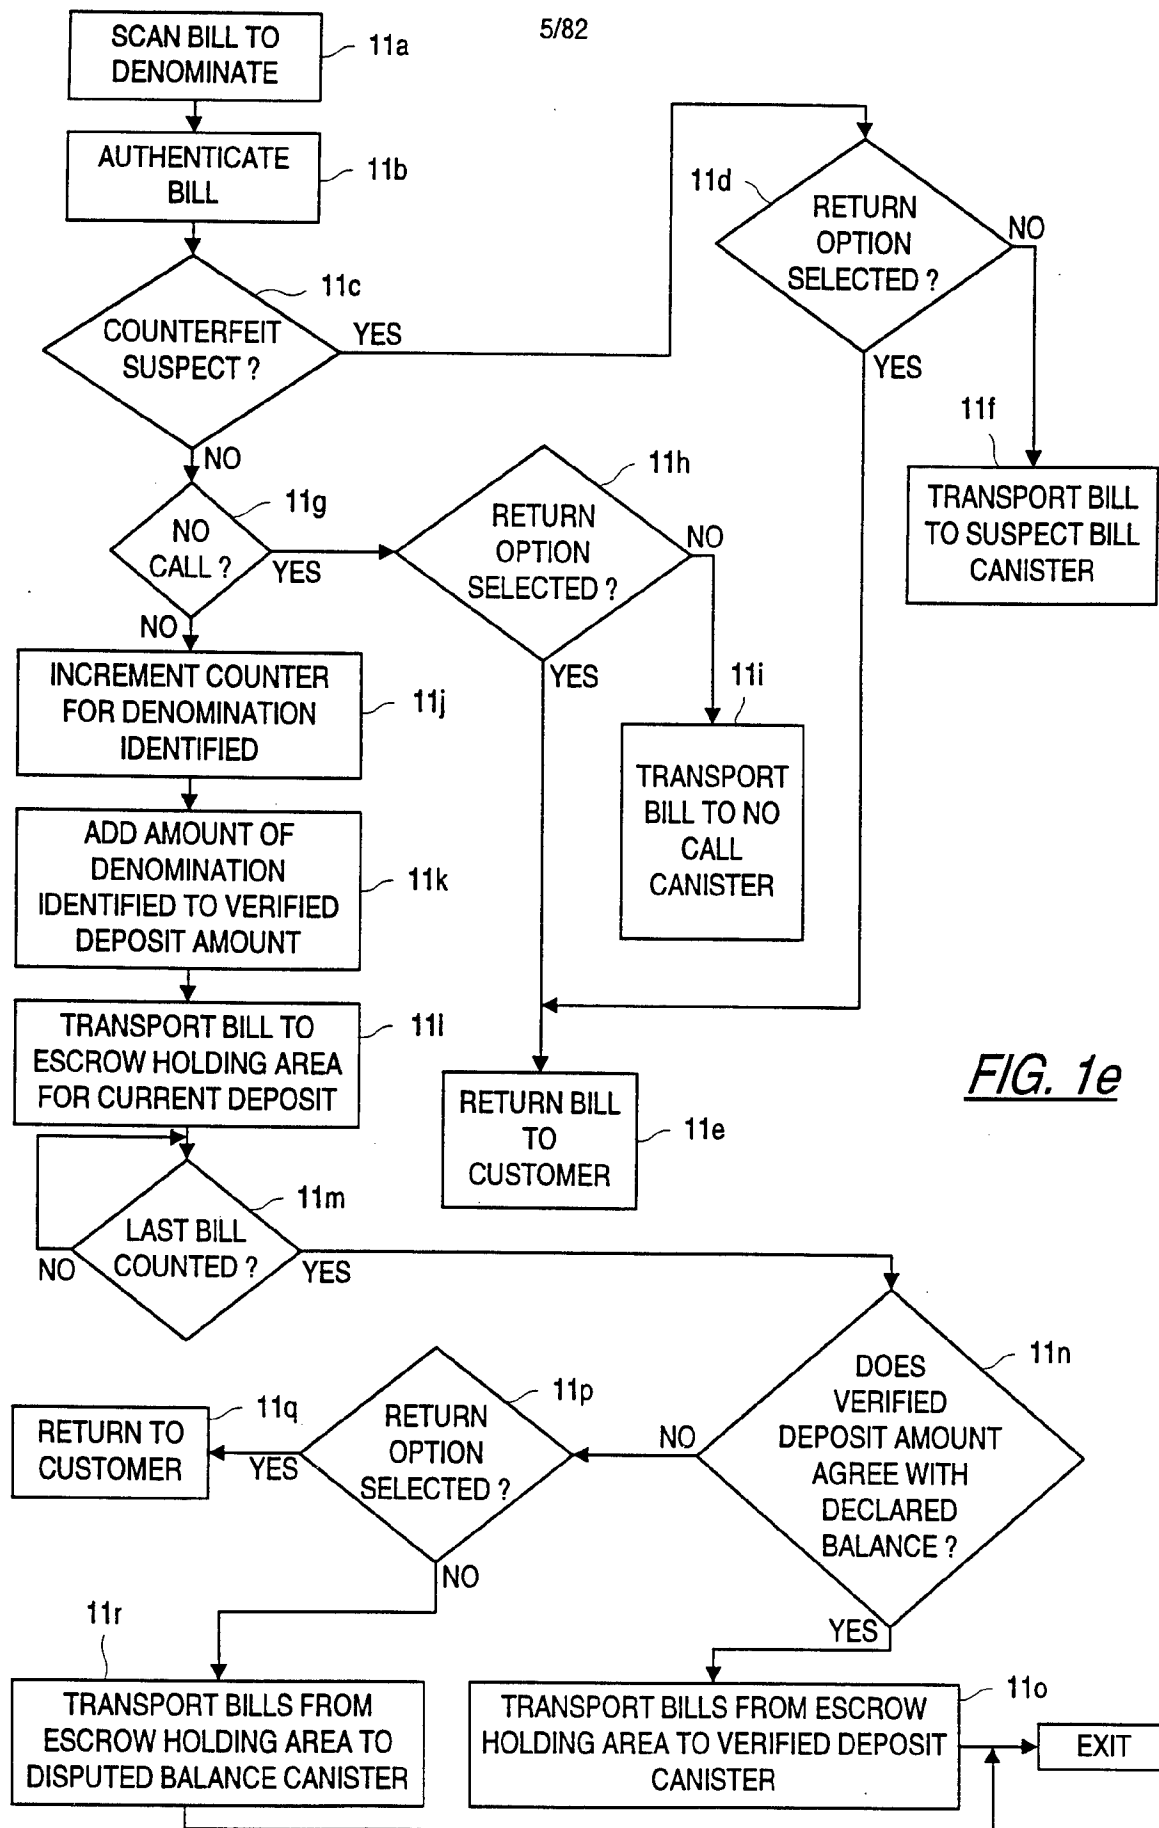 5/82
SCAN BILL TO
DENOMINATE
11a
AUTHENTICATE
BILL
11b
COUNTERFEIT
SUSPECT ?
11c
YES
NO
RETURN
OPTION
SELECTED ?
11d
NO
YES
11f
TRANSPORT BILL
TO SUSPECT BILL
CANISTER
NO
CALL ?
11g
YES
NO
RETURN
OPTION
SELECTED ?
11h
NO
YES
11i
TRANSPORT
BILL TO NO
CALL
CANISTER
INCREMENT COUNTER
FOR DENOMINATION
IDENTIFIED
11j
ADD AMOUNT OF
DENOMINATION
IDENTIFIED TO VERIFIED
DEPOSIT AMOUNT
11k
TRANSPORT BILL TO
ESCROW HOLDING AREA
FOR CURRENT DEPOSIT
11l
RETURN BILL
TO
CUSTOMER
11e
FIG. 1e
LAST BILL
COUNTED ?
11m
NO
YES
DOES
VERIFIED
DEPOSIT AMOUNT
AGREE WITH
DECLARED
BALANCE ?
11n
NO
YES
RETURN
OPTION
SELECTED ?
11p
YES
NO
RETURN TO
CUSTOMER
11q
11r
TRANSPORT BILLS FROM
ESCROW HOLDING AREA TO
DISPUTED BALANCE CANISTER
TRANSPORT BILLS FROM ESCROW
HOLDING AREA TO VERIFIED DEPOSIT
CANISTER
11o
EXIT